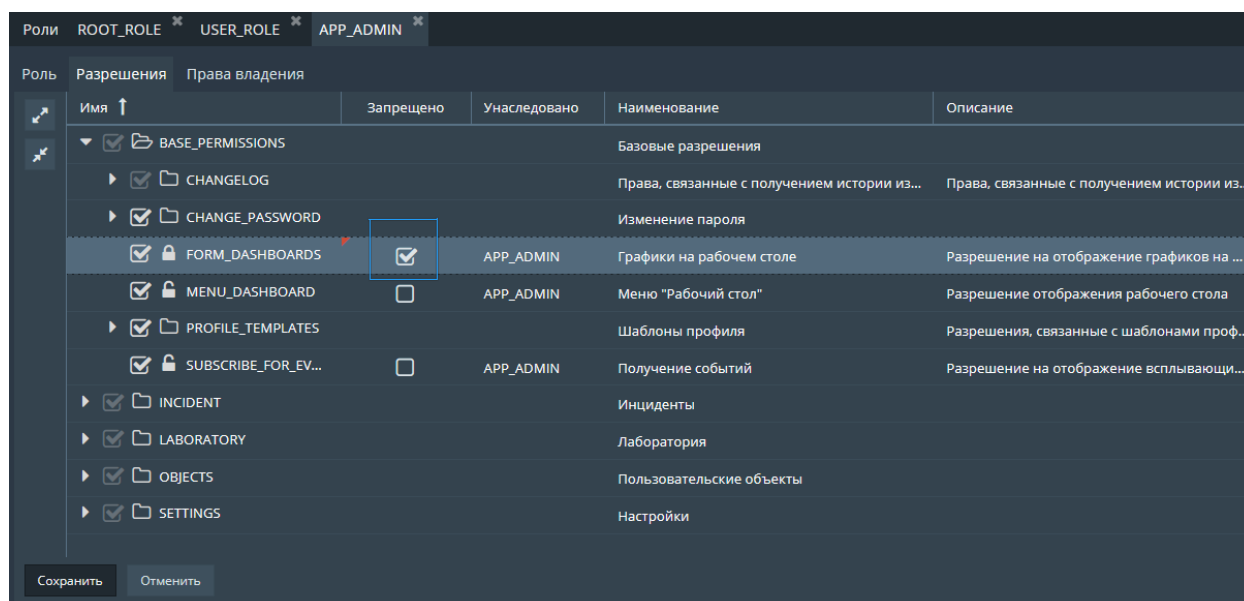 Роли ROOT_ROLE USER_ROLE APP_ADMIN
Роль Разрешения Права владения
Имя Запрещено Унаследовано Наименование Описание
BASE_PERMISSIONS Базовые разрешения
CHANGELOG Права, связанные с получением истории из... Права, связанные с получением истории из..
CHANGE_PASSWORD Изменение пароля
FORM_DASHBOARDS APP_ADMIN Графики на рабочем столе Разрешение на отображение графиков на ...
MENU_DASHBOARD APP_ADMIN Меню "Рабочий стол" Разрешение отображения рабочего стола
PROFILE_TEMPLATES Шаблоны профиля Разрешения, связанные с шаблонами проф..
SUBSCRIBE_FOR_EV... APP_ADMIN Получение событий Разрешение на отображение всплывающи...
INCIDENT Инциденты
LABORATORY Лаборатория
OBJECTS Пользовательские объекты
SETTINGS Настройки
Сохранить Отменить